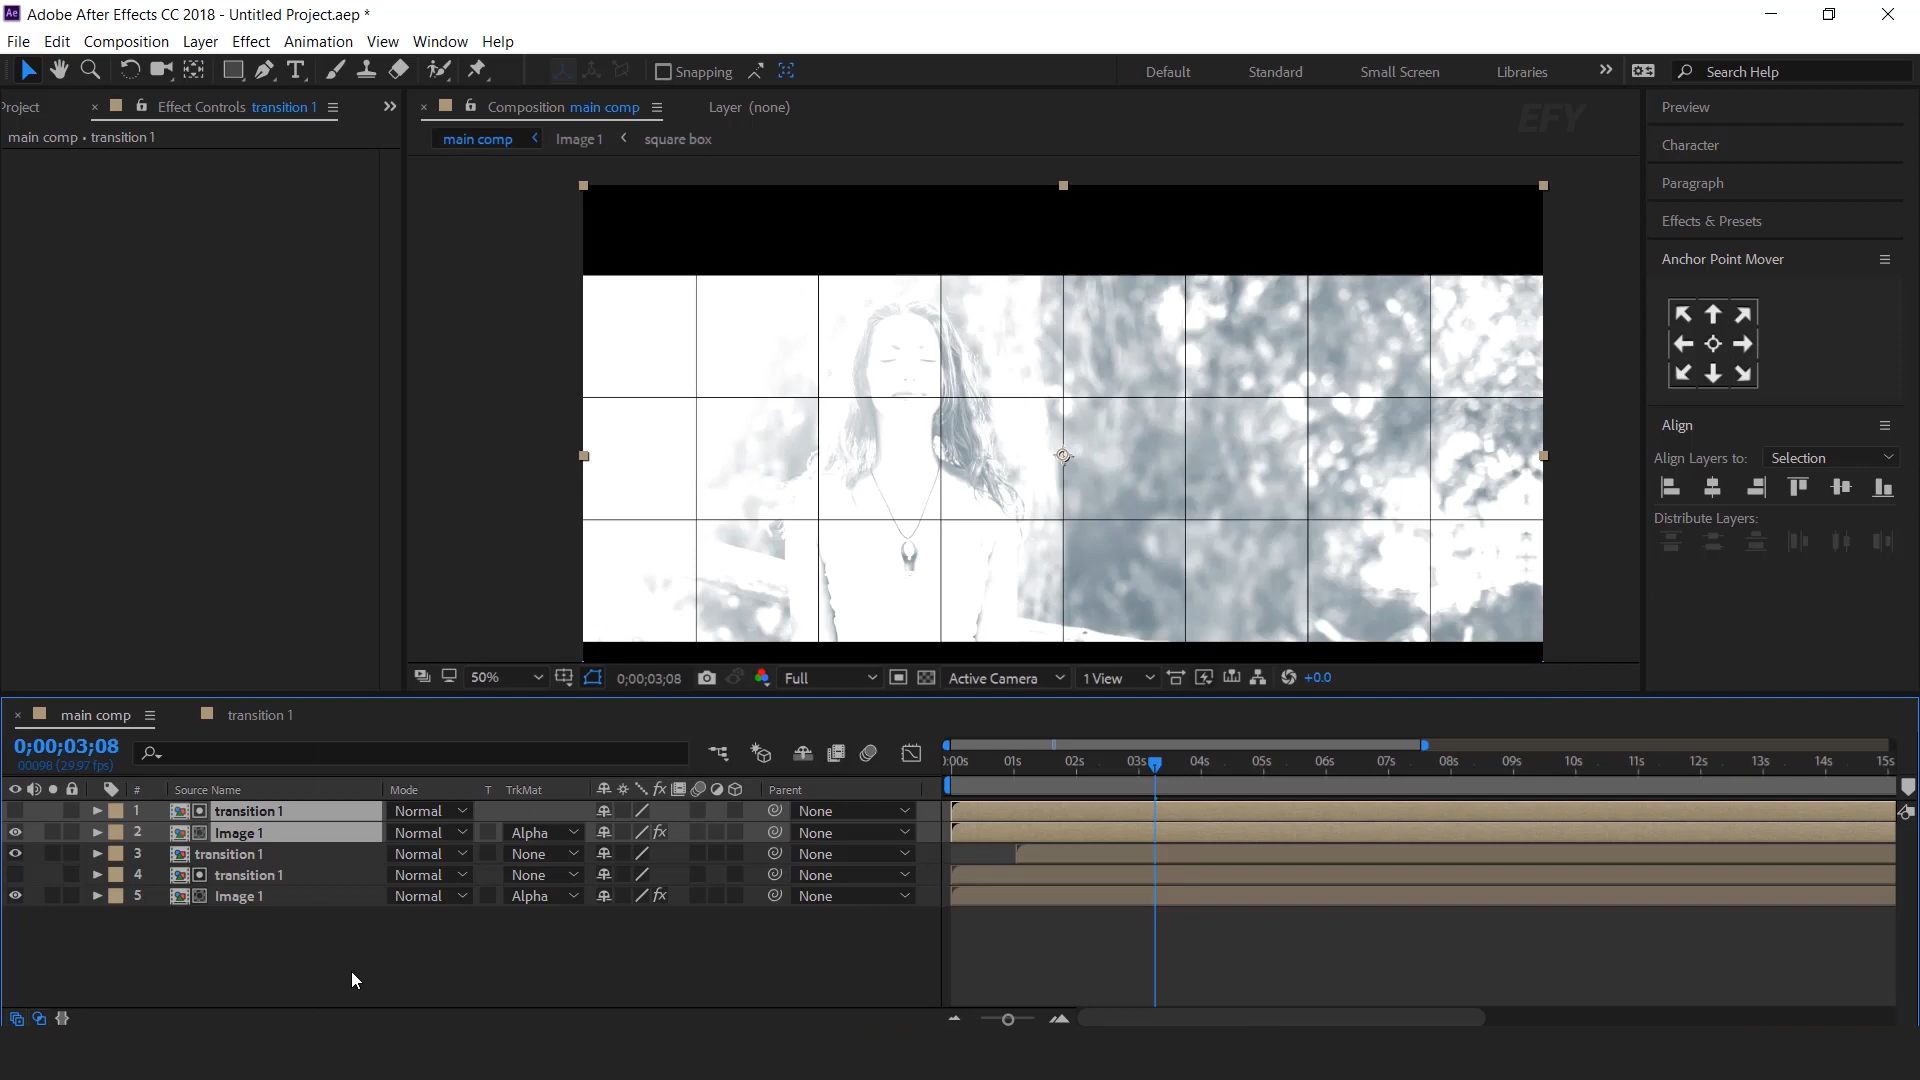 Ae Adobe After Effects CC 2018 - Untitled Project.aep *
File Edit Composition Layer Effect Animation View Window Help
Snapping Default Standard Small Screen Libraries Search Help
Project Effect Controls transition 1 Composition main comp Layer (none) EFY Preview
main comp • transition 1
main comp Image 1 square box
Character
Paragraph
Effects & Presets
Anchor Point Mover
Align
Align Layers to: Selection
Distribute Layers:
50% 0;00;03;08 Full Active Camera 1 View +0.0
main comp transition 1
0;00;03;08
00098 (29.97 fps)
:00s 01s 02s 03s 04s 05s 06s 07s 08s 09s 10s 11s 12s 13s 14s 15s
# Source Name Mode T TrkMat fx Parent
1 transition 1 Normal None
2 Image 1 Normal Alpha fx None
3 transition 1 Normal None None
4 transition 1 Normal None None
5 Image 1 Normal Alpha fx None